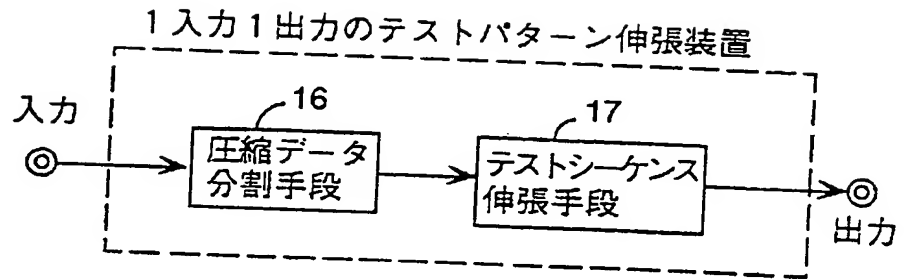 1入力1出力のテストパターン伸張装置
入力
16
圧縮データ
分割手段
17
テストシーケンス
伸張手段
出力